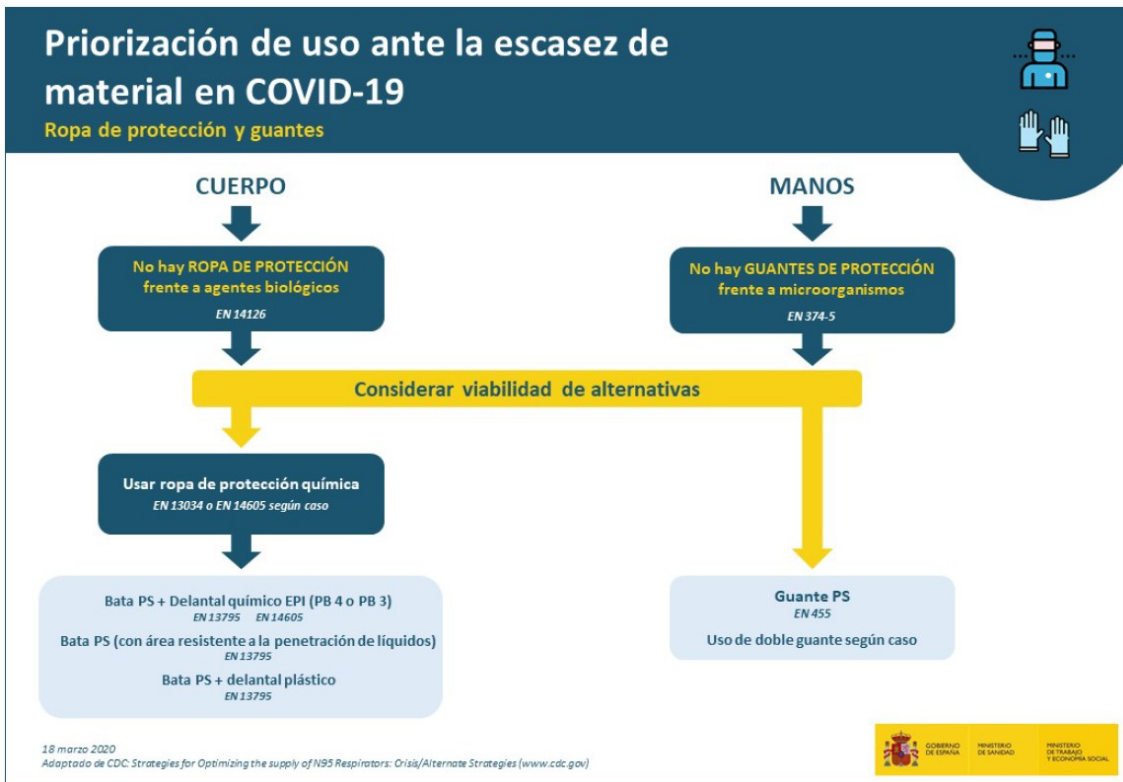 Priorización de uso ante la escasez de
material en COVID-19
Ropa de protección y guantes
CUERPO
No hay ROPA DE PROTECCIÓN
frente a agentes biológicos
EN 14126
MANOS
No hay GUANTES DE PROTECCIÓN
frente a microorganismos
EN 374-5
Considerar viabilidad de alternativas
Usar ropa de protección química
EN 13034 o EN 14605 según caso
Bata PS + Delantal químico EPI (PB 4 o PB 3)
EN 13795 EN 14605
Bata PS (con área resistente a la penetración de líquidos)
EN 13795
Bata PS + delantal plástico
EN 13795
Guante PS
EN 455
Uso de doble guante según caso
18 marzo 2020
Adaptado de CDC: Strategies for Optimizing the supply of N95 Respirators: Crisis/Alternate Strategies (www.cdc.gov)
GOBIERNO
DE ESPAÑA
MINISTERIO
DE SANIDAD
MINISTERIO
DE TRABAJO
Y ECONOMÍA SOCIAL